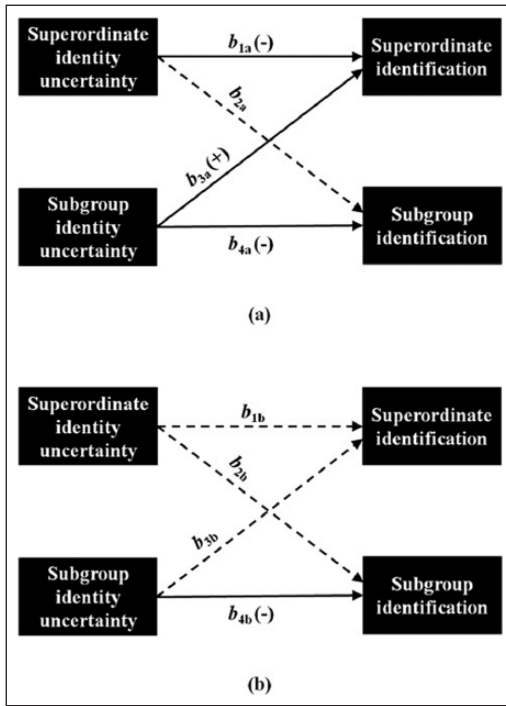 Superordinate
identity
uncertainty
b1a(-)
Superordinate
identification
b2a
b3a(+)
Subgroup
identity
uncertainty
b4a(-)
Subgroup
identification
(a)
Superordinate
identity
uncertainty
b1b
Superordinate
identification
b2b
b3b
Subgroup
identity
uncertainty
b4b(-)
Subgroup
identification
(b)